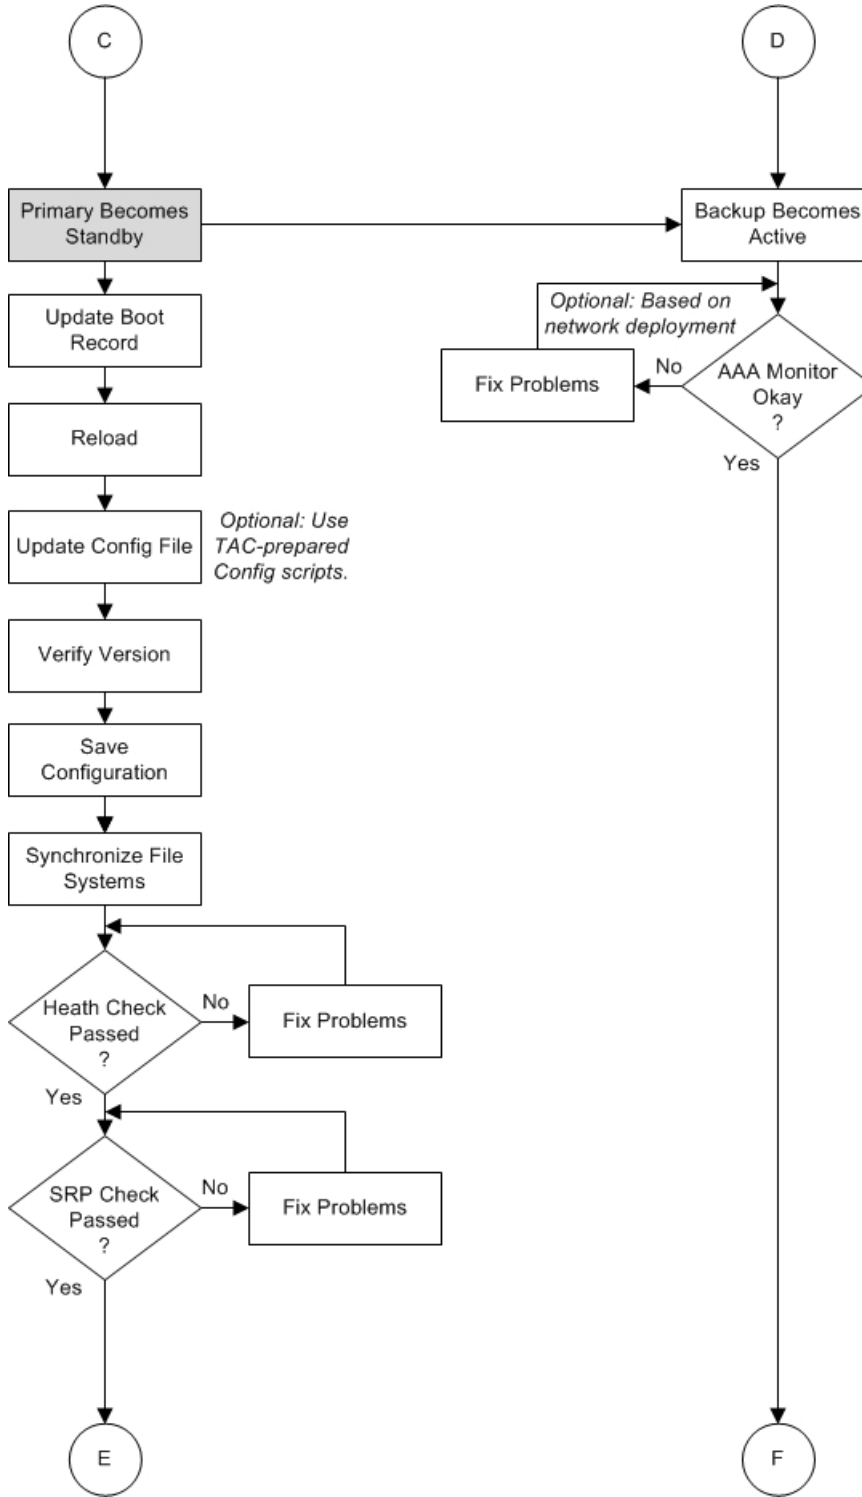 C
D
Primary Becomes
Standby
Backup Becomes
Active
Update Boot
Record
Optional: Based on
network deployment
Fix Problems
No
AAA Monitor
Okay
?
Yes
Reload
Update Config File
Optional: Use
TAC-prepared
Config scripts.
Verify Version
Save
Configuration
Synchronize File
Systems
Heath Check
Passed
?
No
Fix Problems
Yes
SRP Check
Passed
?
No
Fix Problems
Yes
E
F